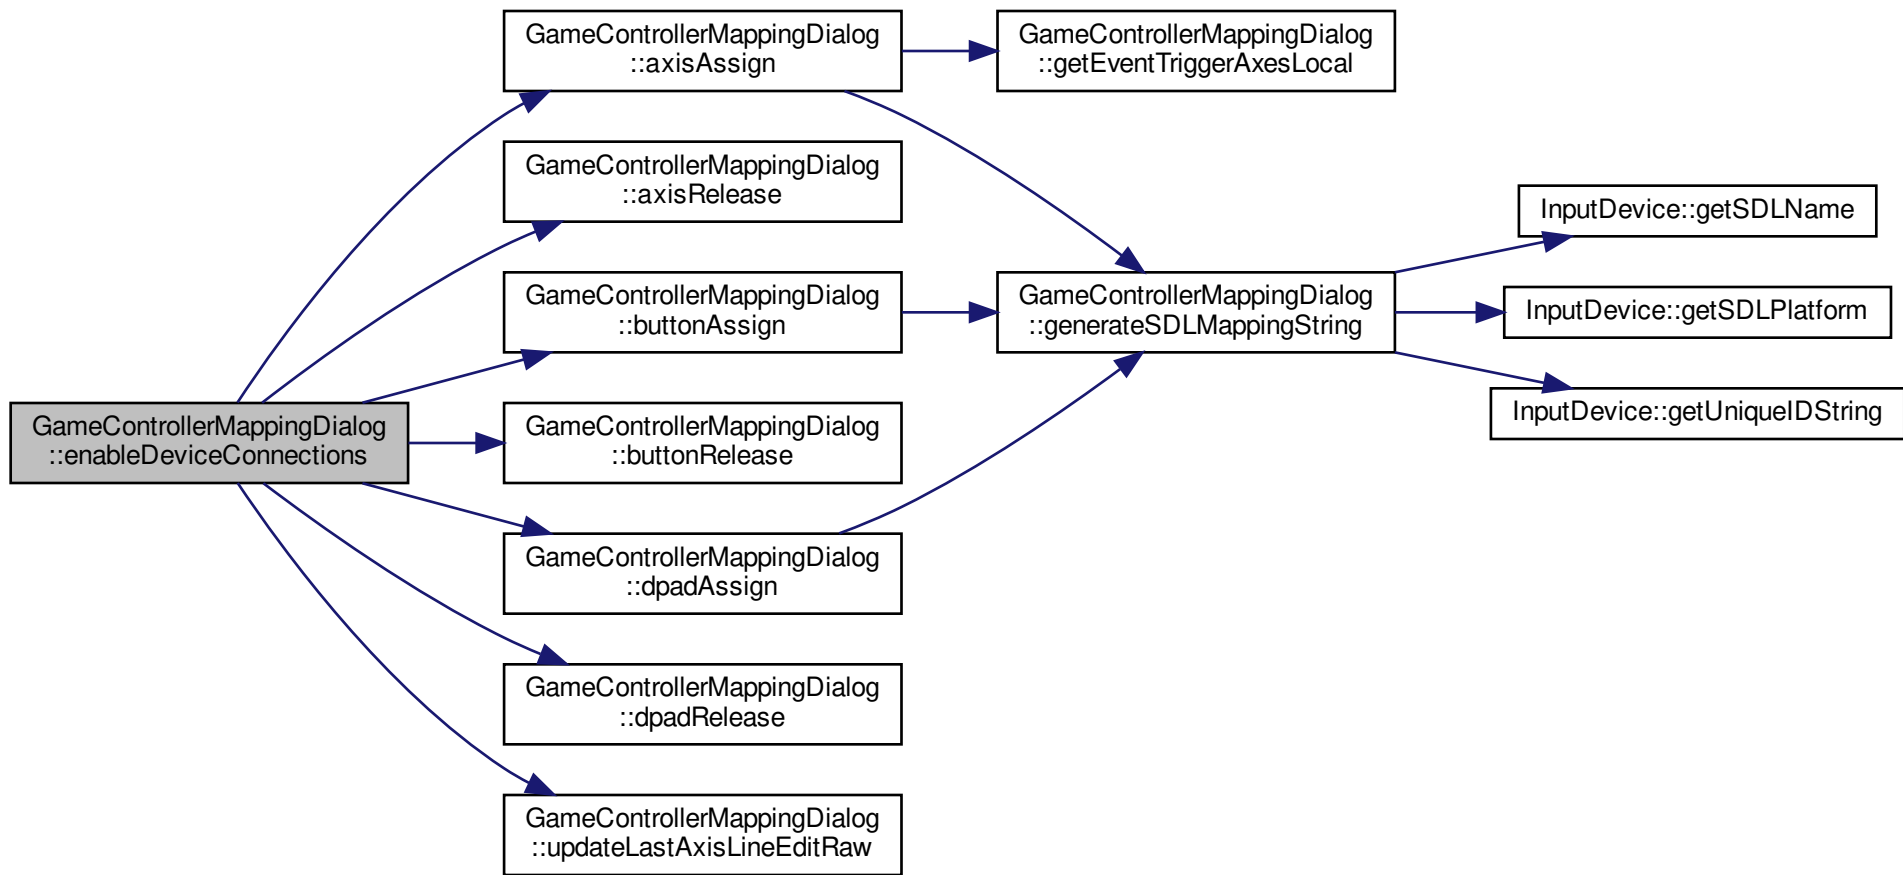 GameControllerMappingDialog
::enableDeviceConnections
GameControllerMappingDialog
::axisAssign
GameControllerMappingDialog
::axisRelease
GameControllerMappingDialog
::buttonAssign
GameControllerMappingDialog
::buttonRelease
GameControllerMappingDialog
::dpadAssign
GameControllerMappingDialog
::dpadRelease
GameControllerMappingDialog
::updateLastAxisLineEditRaw
GameControllerMappingDialog
::getEventTriggerAxesLocal
GameControllerMappingDialog
::generateSDLMappingString
InputDevice::getSDLName
InputDevice::getSDLPlatform
InputDevice::getUniqueIDString